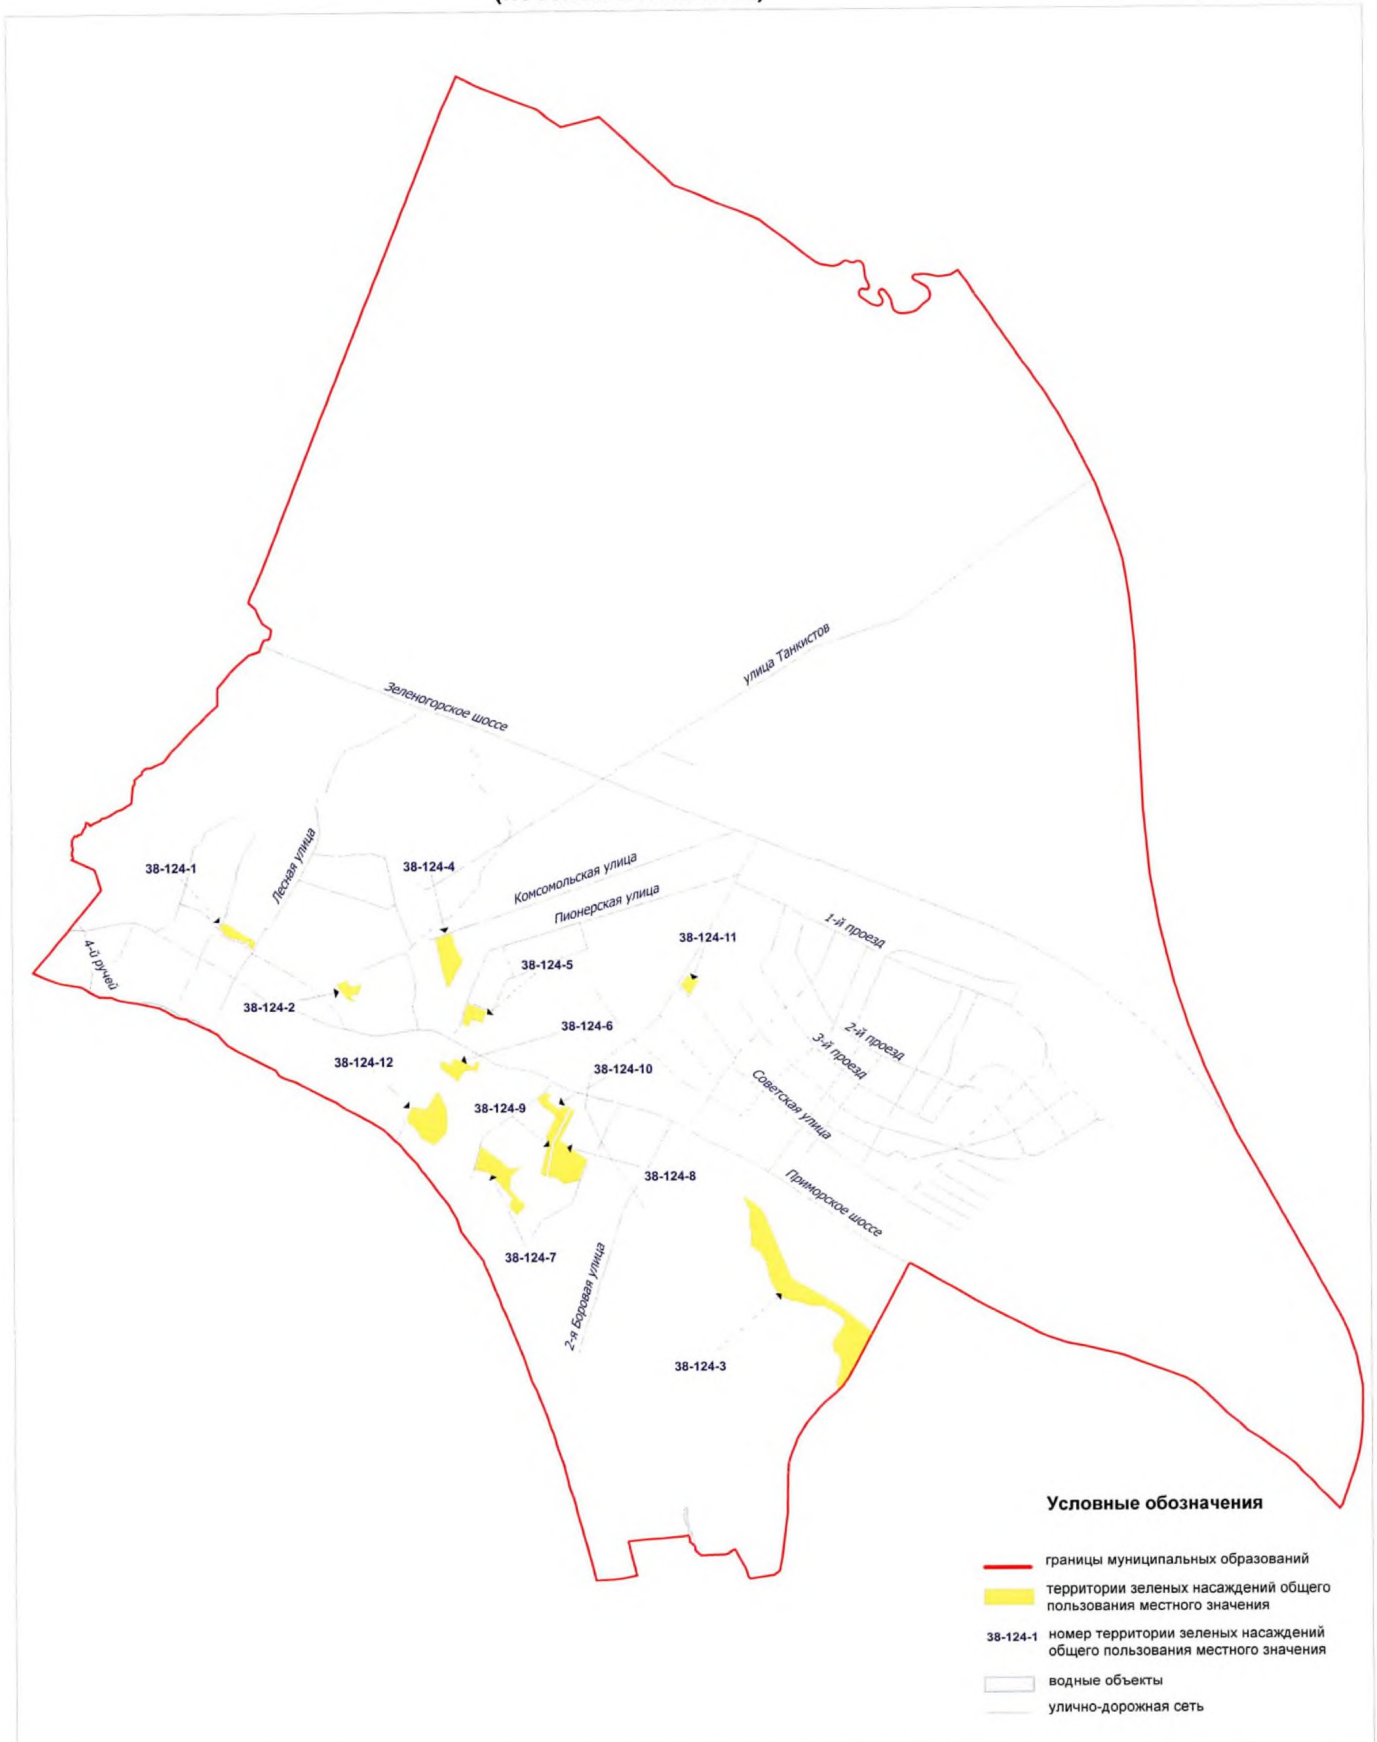 улица Танкистов
Зеленогорское шоссе
38-124-1
Лесная улица
38-124-4
Комсомольская улица
Пионерская улица
1-й проезд
38-124-11
4-й ручей
38-124-5
38-124-2
38-124-6
2-й проезд
3-й проезд
38-124-12
38-124-10
Советская улица
38-124-9
38-124-8
Приморское шоссе
38-124-7
2-я Боровая улица
38-124-3
Условные обозначения
границы муниципальных образований
территории зеленых насаждений общего
пользования местного значения
38-124-1 номер территории зеленых насаждений
общего пользования местного значения
водные объекты
улично-дорожная сеть